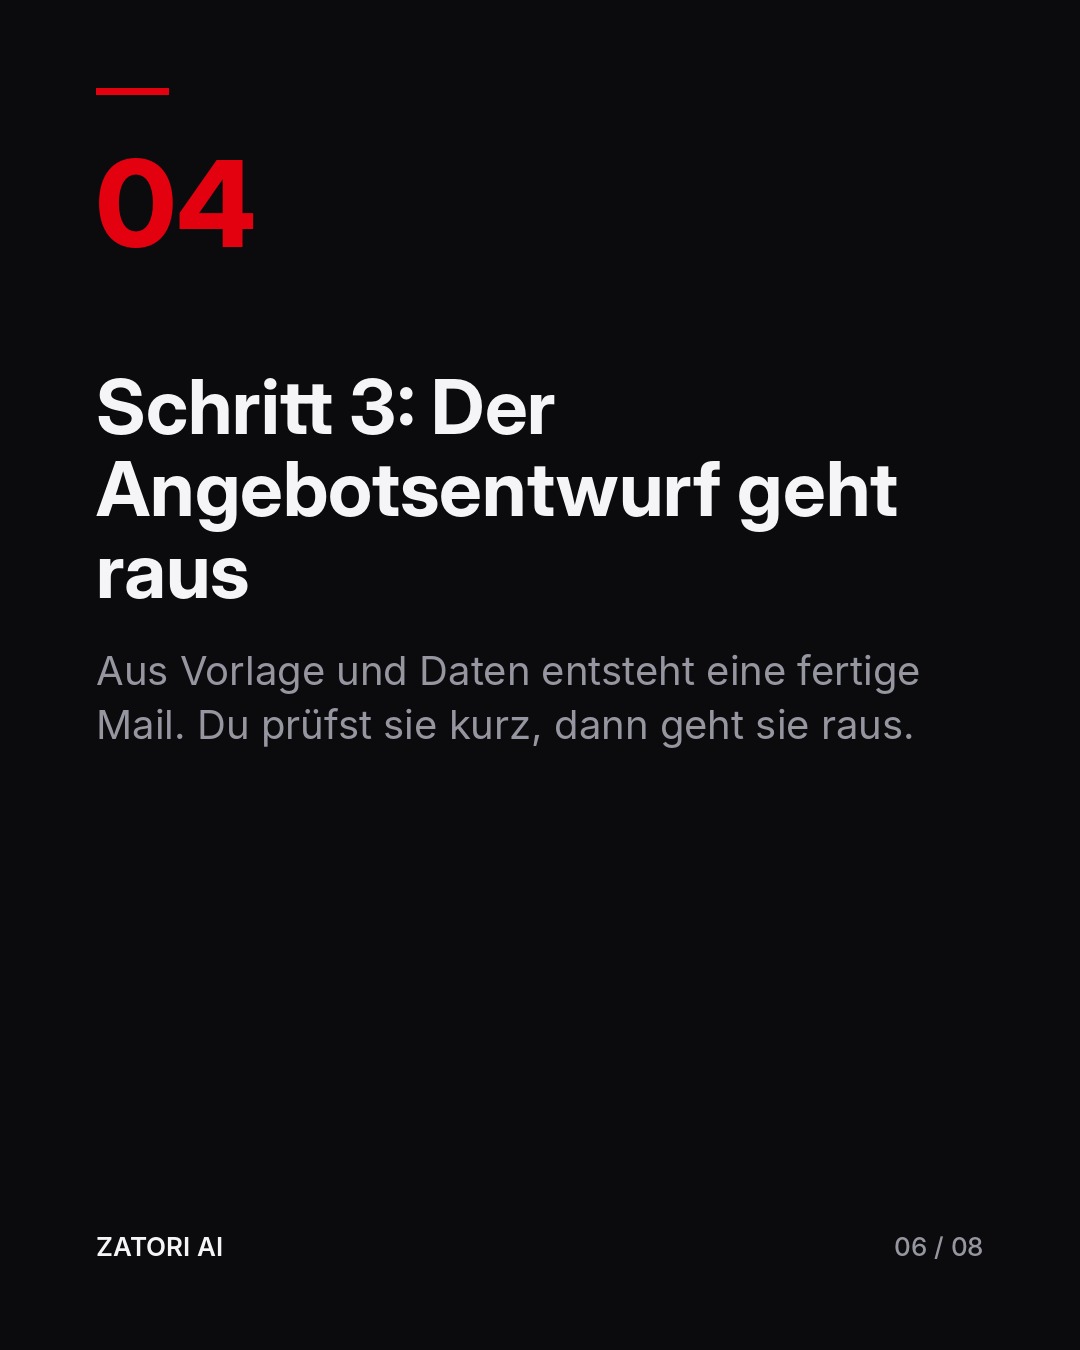 04
Schritt 3: Der
Angebotsentwurf geht
raus
Aus Vorlage und Daten entsteht eine fertige
Mail. Du prüfst sie kurz, dann geht sie raus.
ZATORI AI
06 / 08